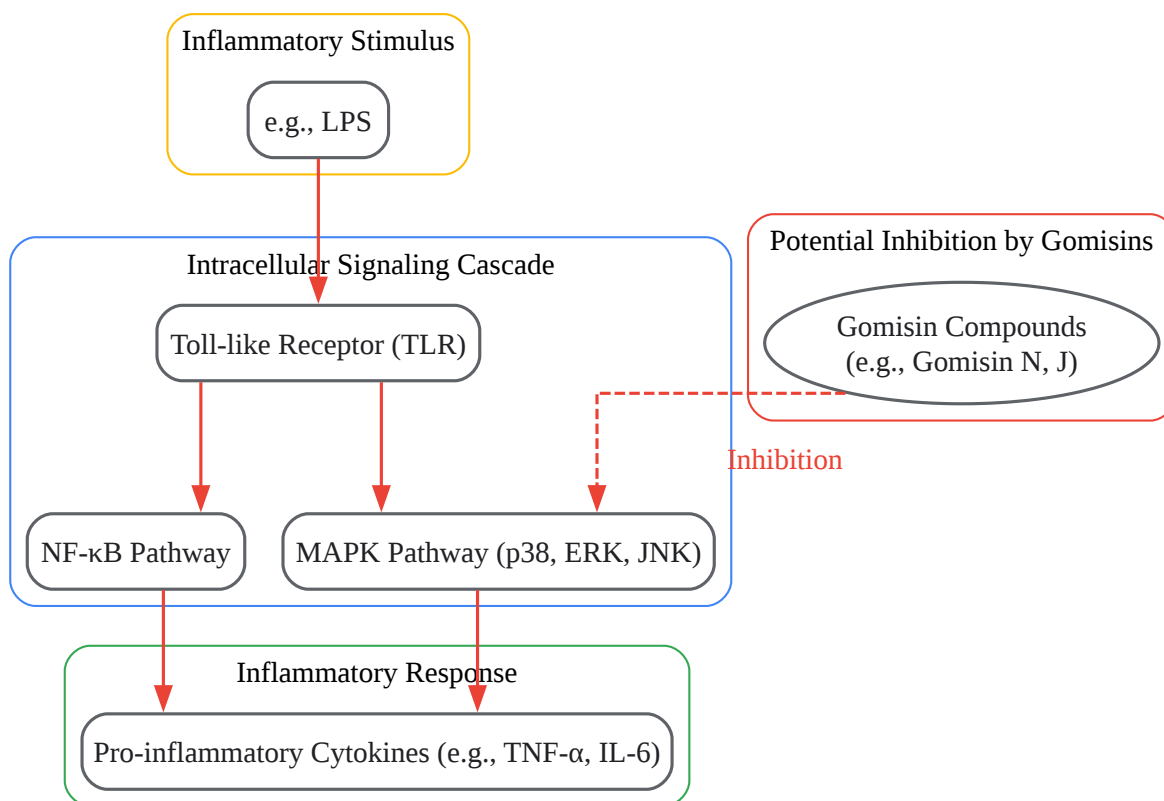 Inflammatory Stimulus
e.g., LPS
Intracellular Signaling Cascade
Toll-like Receptor (TLR)
Potential Inhibition by Gomisins
Gomisin Compounds
(e.g., Gomisin N, J)
Inhibition
NF-κB Pathway
MAPK Pathway (p38, ERK, JNK)
Inflammatory Response
Pro-inflammatory Cytokines (e.g., TNF-α, IL-6)